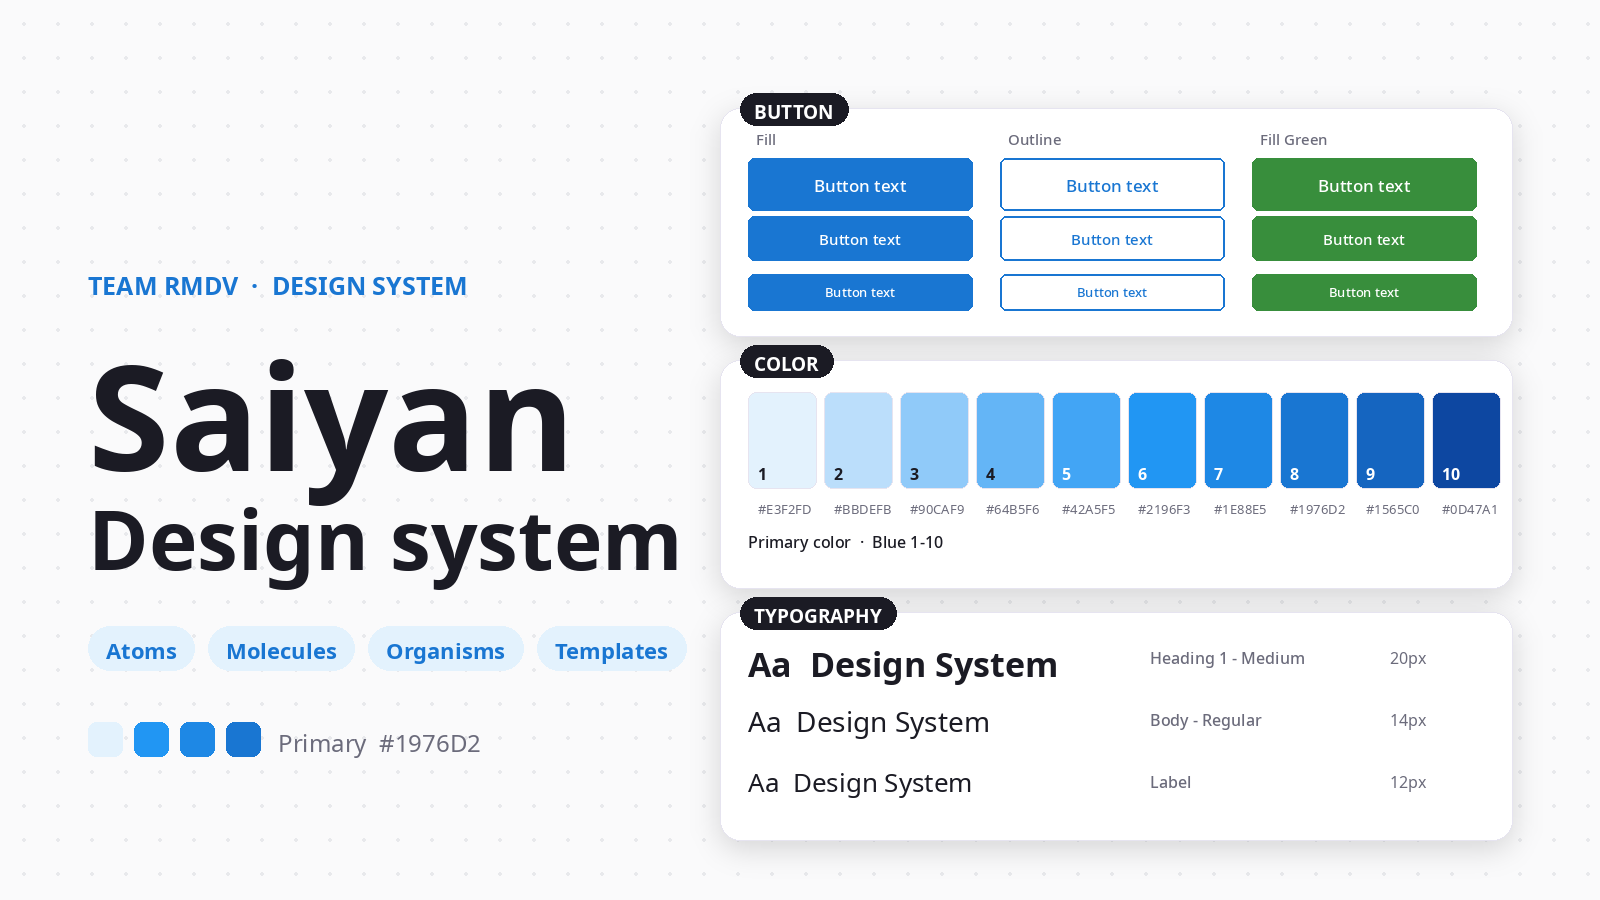 TEAM RMDV · DESIGN SYSTEM
Saiyan
Design system
Atoms Molecules Organisms Templates
Primary #1976D2
BUTTON
Fill Outline Fill Green
Button text Button text Button text
Button text Button text Button text
Button text Button text Button text
COLOR
1 2 3 4 5 6 7 8 9 10
#E3F2FD #BBDEFB #90CAF9 #64B5F6 #42A5F5 #2196F3 #1E88E5 #1976D2 #1565C0 #0D47A1
Primary color · Blue 1-10
TYPOGRAPHY
Aa Design System Heading 1 - Medium 20px
Aa Design System Body - Regular 14px
Aa Design System Label 12px